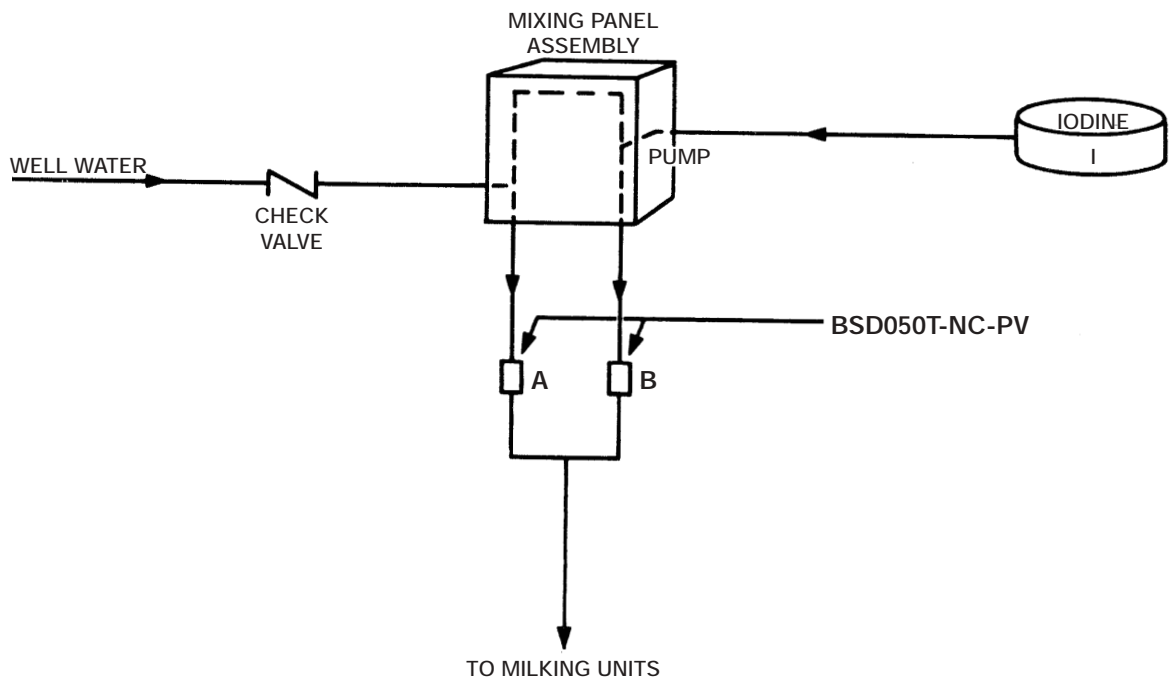 MIXING PANEL
ASSEMBLY
IODINE
I
PUMP
WELL WATER
CHECK
VALVE
BSD050T-NC-PV
A
B
TO MILKING UNITS